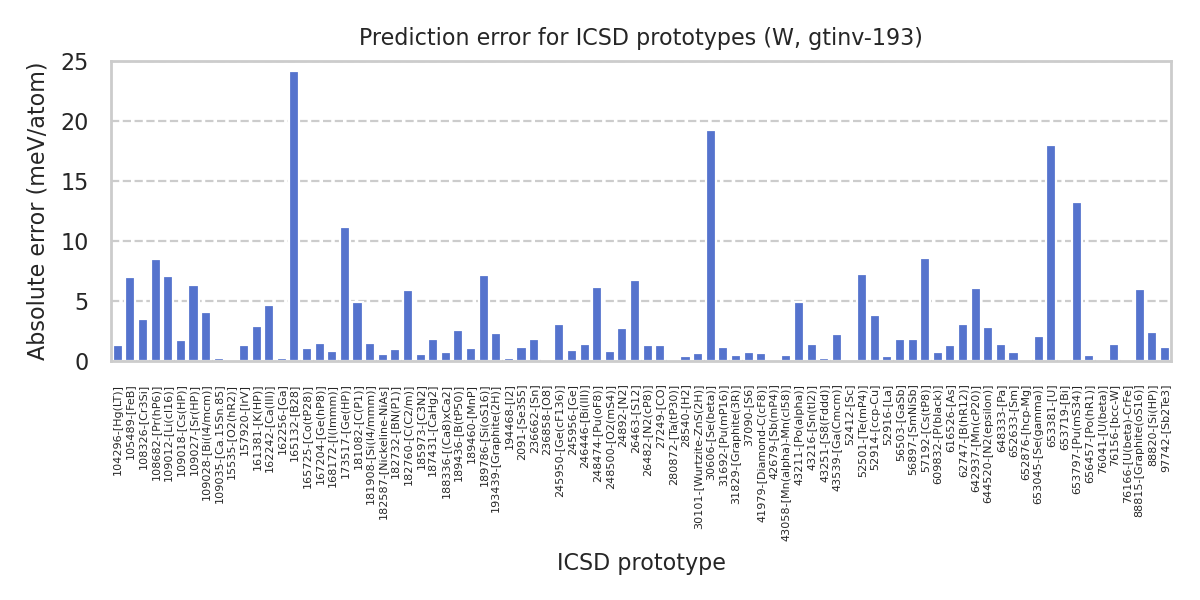 Prediction error for ICSD prototypes (W, gtinv-193)
Absolute error (meV/atom)
25
20
15
10
5
0
104296-[Hg(LT)]
105489-[FeB]
108326-[Cr3Si]
108682-[Pr(hP6)]
109012-[Li(cI16)]
109018-[Cs(HP)]
109027-[Sr(HP)]
109028-[Bi(I4/mcm)]
109035-[Ca.15Sn.85]
15535-[O2(hR2)]
157920-[IrV]
161381-[K(HP)]
162242-[Ca(III)]
162256-[Ga]
165132-[B28]
165725-[Co(tP28)]
167204-[Ge(hP8)]
168172-[I(Immm)]
173517-[Ge(HP)]
181082-[C(P1)]
181908-[Si(I4/mmm)]
182587-[Nickeline-NiAs]
182732-[BN(P1)]
182760-[C(C2/m)]
183973-[C3N2]
187431-[CaHg2]
188336-[(Ca8)xCa2]
189436-[B(tP50)]
189460-[MnP]
189786-[Si(oS16)]
193439-[Graphite(2H)]
194468-[I2]
2091-[Se3S5]
236662-[Sn]
236858-[O8]
245950-[Ge(cF136)]
245956-[Ge]
246446-[Bi(III)]
248474-[Pu(oF8)]
248500-[O2(mS4)]
24892-[N2]
26463-[S12]
26482-[N2(cP8)]
27249-[CO]
280872-[Ta(tP30)]
28540-[H2]
30101-[Wurtzite-ZnS(2H)]
30606-[Se(beta)]
31692-[Pu(mP16)]
31829-[Graphite(3R)]
37090-[S6]
41979-[Diamond-C(cF8)]
42679-[Sb(mP4)]
43058-[Mn(alpha)-Mn(cI58)]
43211-[Po(alpha)]
43216-[Sn(tI2)]
43251-[S8(Fddd)]
43539-[Ga(Cmcm)]
52412-[Sc]
52501-[Te(mP4)]
52914-[ccp-Cu]
52916-[La]
56503-[GaSb]
56897-[SmNiSb]
57192-[Cs(tP8)]
609832-[P(black)]
616526-[As]
62747-[B(hR12)]
642937-[Mn(cP20)]
644520-[N2(epsilon)]
648333-[Pa]
652633-[Sm]
652876-[hcp-Mg]
653045-[Se(gamma)]
653381-[U]
653719-[Pu]
653797-[Pu(mS34)]
655457-[Po(hR1)]
76041-[U(beta)]
76156-[bcc-W]
76166-[U(beta)-CrFe]
88815-[Graphite(oS16)]
88820-[Si(HP)]
97742-[Sb2Te3]
ICSD prototype